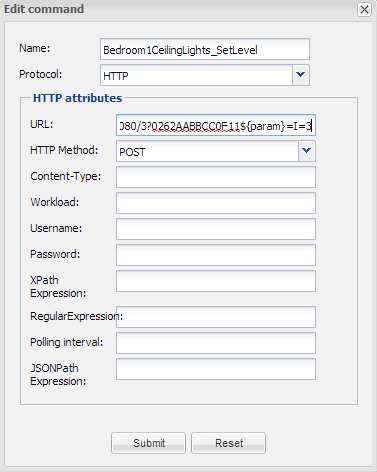 Edit command
Name: Bedroom1CeilingLights_SetLevel
Protocol: HTTP
HTTP attributes
URL: 080/3?0262AABBCC0F11${param}=I=3
HTTP Method: POST
Content-Type:
Workload:
Username:
Password:
XPath
Expression:
RegularExpression:
Polling interval:
JSONPath
Expression:
Submit Reset